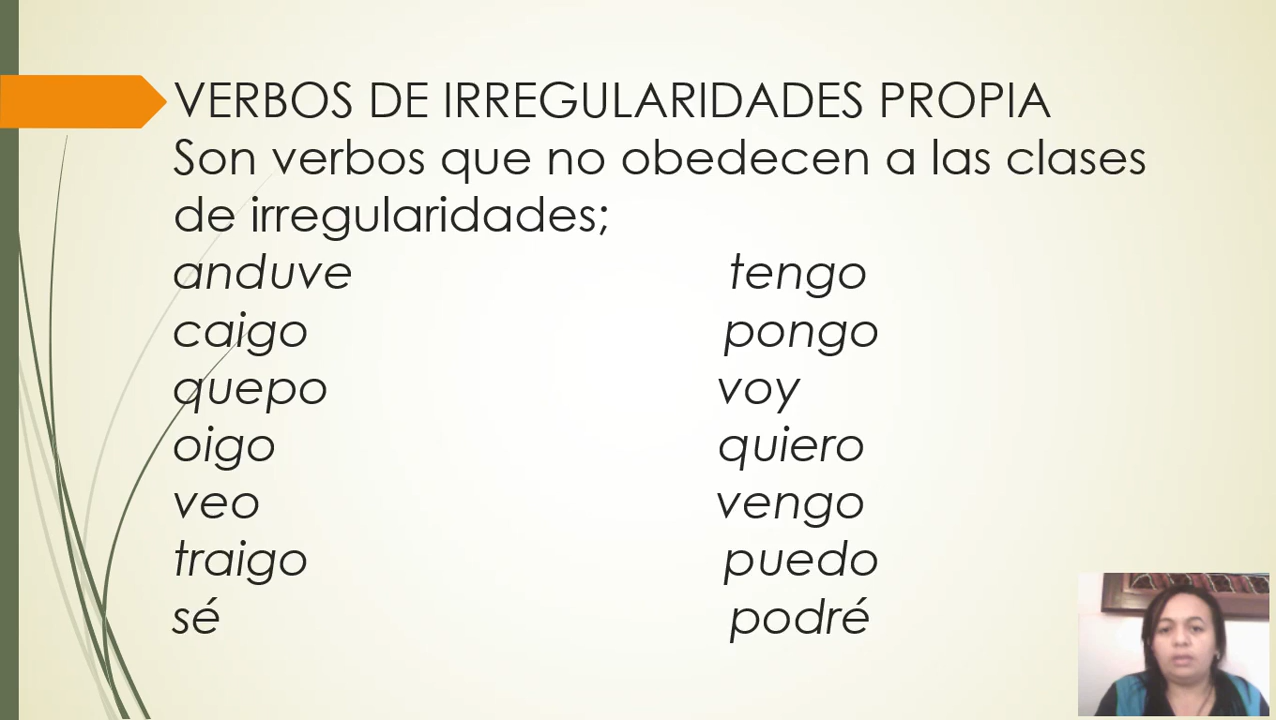 VERBOS DE IRREGULARIDADES PROPIA
Son verbos que no obedecen a las clases
de irregularidades;
anduve tengo
caigo pongo
quepo voy
oigo quiero
veo vengo
traigo puedo
sé podré